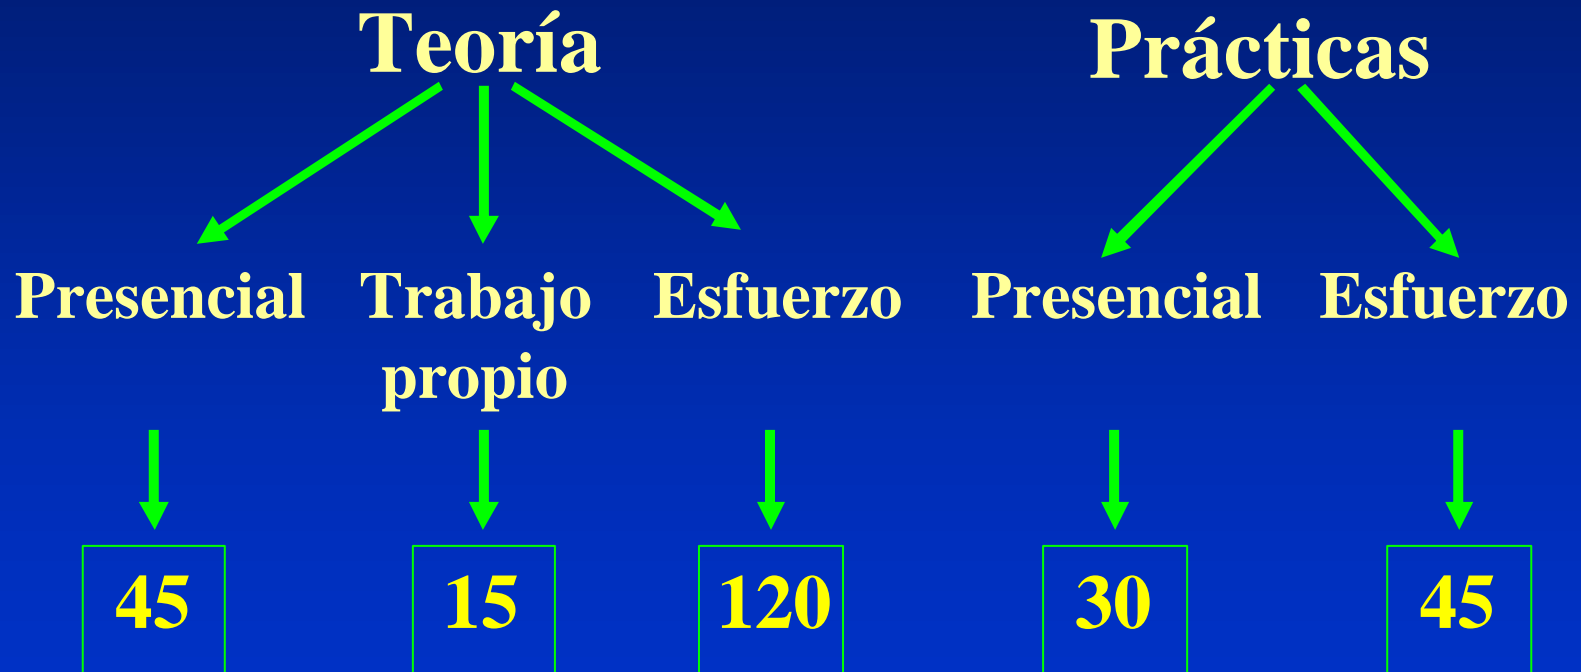 Teoría Prácticas
Presencial Trabajo Esfuerzo Presencial Esfuerzo
propio
45 15 120 30 45